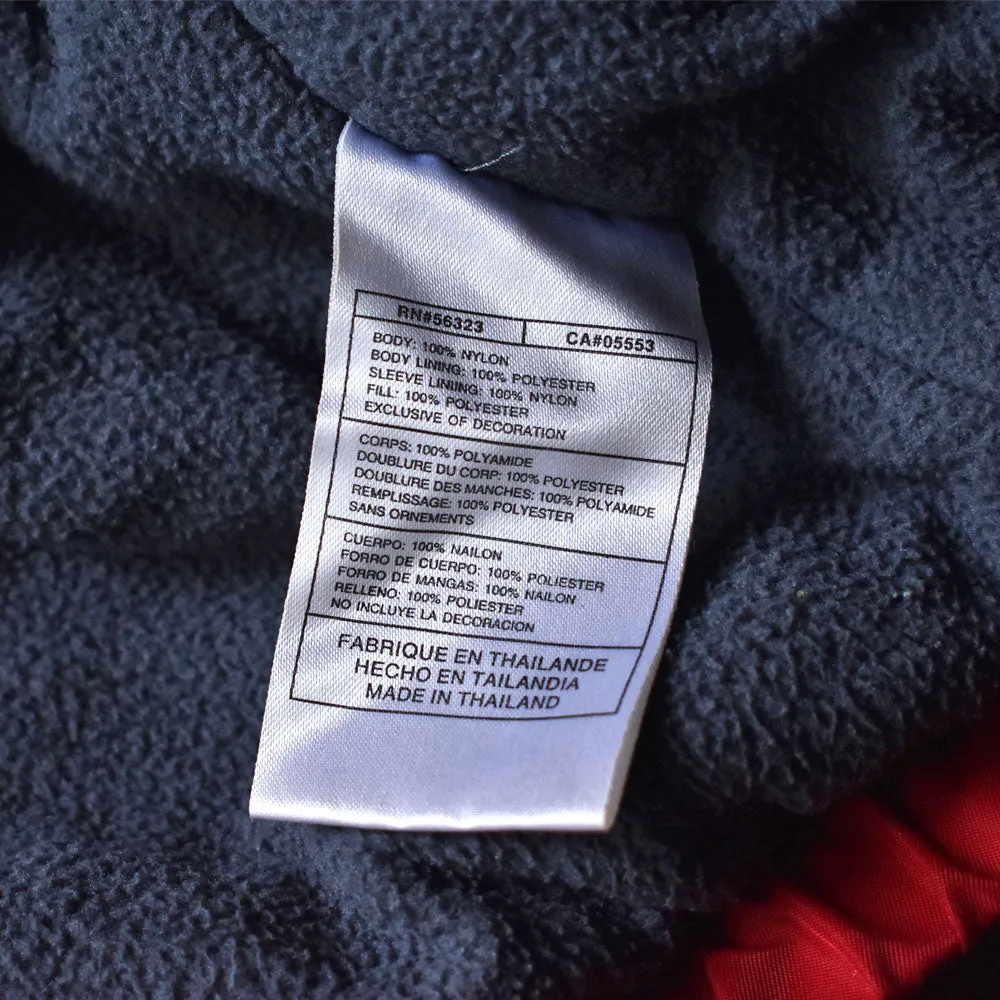 RN#56323 CA#05553
BODY: 100% NYLON
BODY LINING: 100% POLYESTER
SLEEVE LINING: 100% NYLON
FILL: 100% POLYESTER
EXCLUSIVE OF DECORATION
CORPS: 100% POLYAMIDE
DOUBLURE DU CORP: 100% POLYESTER
DOUBLURE DES MANCHES: 100% POLYAMIDE
REMPLISSAGE: 100% POLYESTER
SANS ORNEMENTS
CUERPO: 100% NAILON
FORRO DE CUERPO: 100% POLIESTER
FORRO DE MANGAS: 100% NAILON
RELLENO: 100% POLIESTER
NO INCLUYE LA DECORACION
FABRIQUE EN THAILANDE
HECHO EN TAILANDIA
MADE IN THAILAND